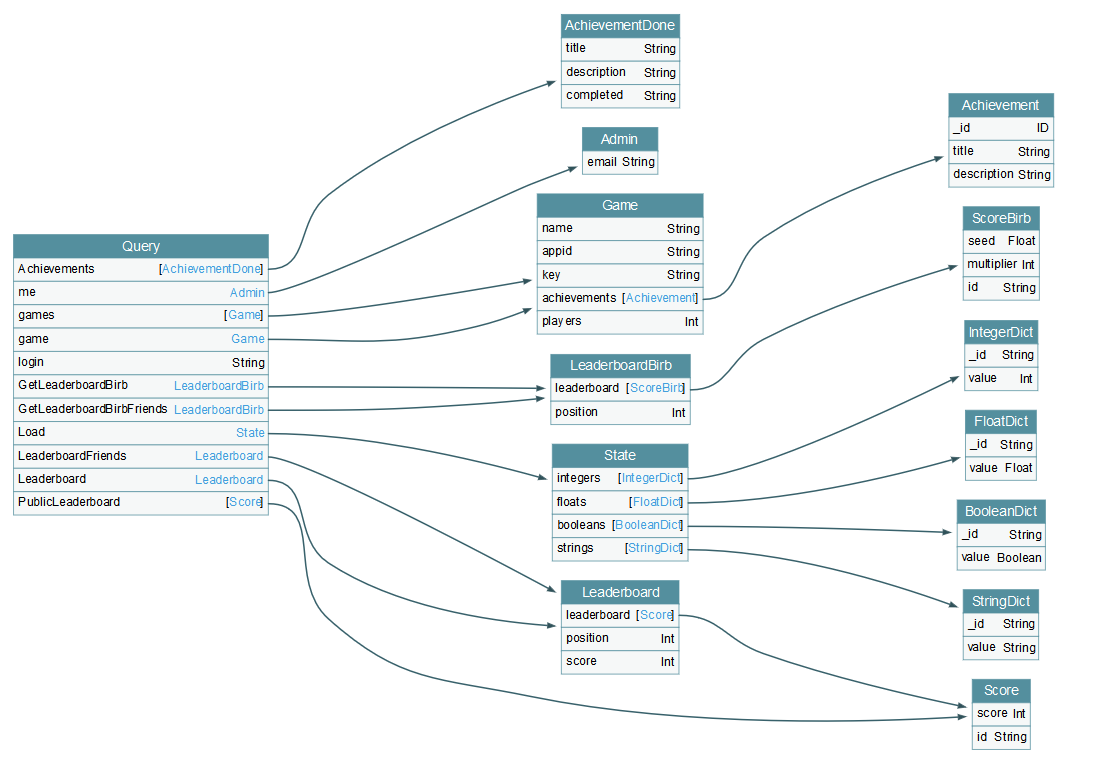 AchievementDone
title String
description String
completed String
Admin
email String
Game
name String
appid String
key String
achievements [Achievement]
players Int
Query
Achievements [AchievementDone]
me Admin
games [Game]
game Game
login String
GetLeaderboardBirb LeaderboardBirb
GetLeaderboardBirbFriends LeaderboardBirb
Load State
LeaderboardFriends Leaderboard
Leaderboard Leaderboard
PublicLeaderboard [Score]
LeaderboardBirb
leaderboard [ScoreBirb]
position Int
State
integers [IntegerDict]
floats [FloatDict]
booleans [BooleanDict]
strings [StringDict]
Leaderboard
leaderboard [Score]
position Int
score Int
Achievement
_id ID
title String
description String
ScoreBirb
seed Float
multiplier Int
id String
IntegerDict
_id String
value Int
FloatDict
_id String
value Float
BooleanDict
_id String
value Boolean
StringDict
_id String
value String
Score
score Int
id String